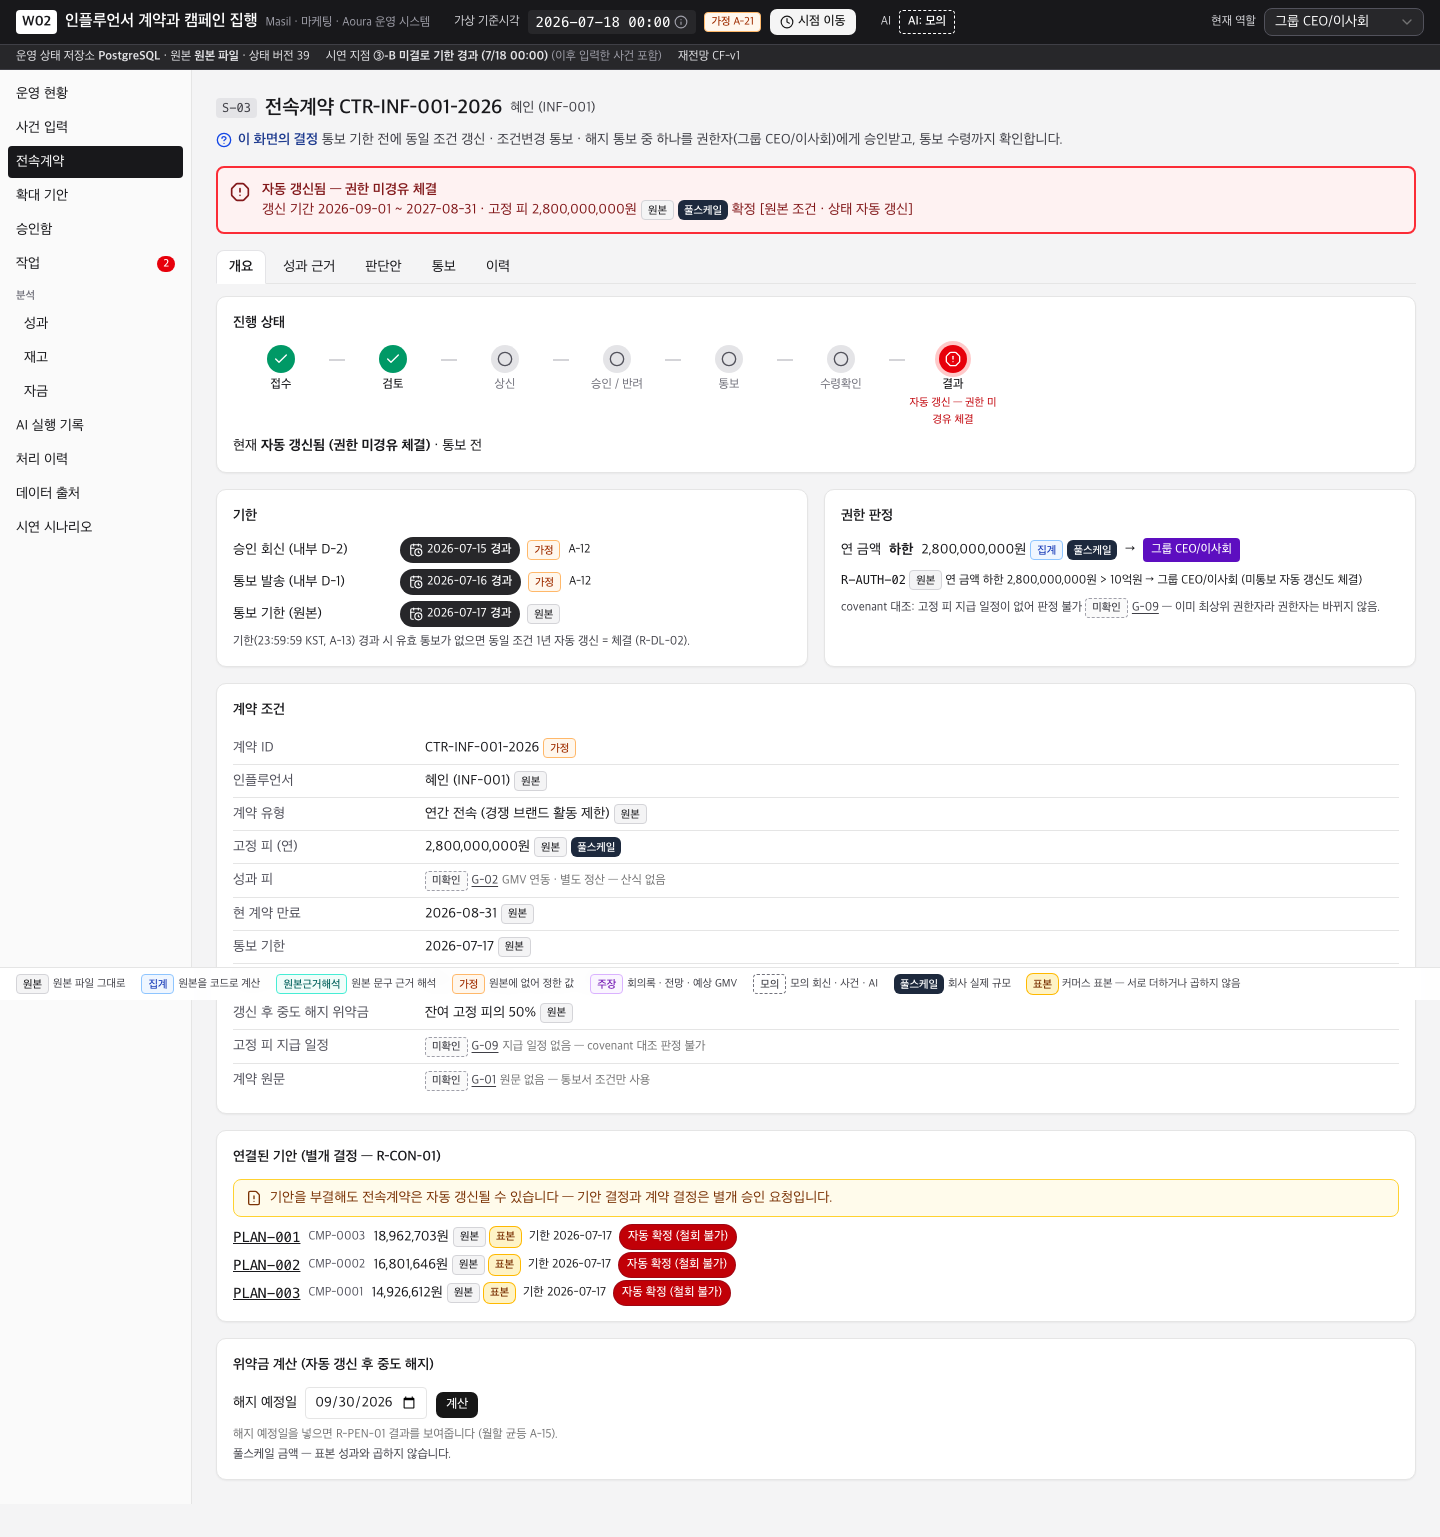 W02 인플루언서 계약과 캠페인 집행 Masil · 마케팅 · Aoura 운영 시스템 가상 기준시각 2026-07-18 00:00 가정 A-21 시점 이동 AI AI: 모의 현재 역할 그룹 CEO/이사회
운영 상태 저장소 PostgreSQL · 원본 원본 파일 · 상태 버전 39 시연 지점 ③-B 미결로 기한 경과 (7/18 00:00) (이후 입력한 사건 포함) 재전망 CF-v1
운영 현황
사건 입력
전속계약
확대 기안
승인함
작업 2
분석
성과
재고
자금
AI 실행 기록
처리 이력
데이터 출처
시연 시나리오
S-03 전속계약 CTR-INF-001-2026 혜인 (INF-001)
이 화면의 결정 통보 기한 전에 동일 조건 갱신 · 조건변경 통보 · 해지 통보 중 하나를 권한자(그룹 CEO/이사회)에게 승인받고, 통보 수령까지 확인합니다.
자동 갱신됨 — 권한 미경유 체결
갱신 기간 2026-09-01 ~ 2027-08-31 · 고정 피 2,800,000,000원 원본 풀스케일 확정 [원본 조건 · 상태 자동 갱신]
개요 성과 근거 판단안 통보 이력
진행 상태
접수 — 검토 — 상신 — 승인 / 반려 — 통보 — 수령확인 — 결과
자동 갱신 — 권한 미
경유 체결
현재 자동 갱신됨 (권한 미경유 체결) · 통보 전
기한
승인 회신 (내부 D-2) 2026-07-15 경과 가정 A-12
통보 발송 (내부 D-1) 2026-07-16 경과 가정 A-12
통보 기한 (원본) 2026-07-17 경과 원본
기한(23:59:59 KST, A-13) 경과 시 유효 통보가 없으면 동일 조건 1년 자동 갱신 = 체결 (R-DL-02).
권한 판정
연 금액 하한 2,800,000,000원 집계 풀스케일 → 그룹 CEO/이사회
R-AUTH-02 원본 연 금액 하한 2,800,000,000원 > 10억원 → 그룹 CEO/이사회 (미통보 자동 갱신도 체결)
covenant 대조: 고정 피 지급 일정이 없어 판정 불가 미확인 G-09 — 이미 최상위 권한자라 권한자는 바뀌지 않음.
계약 조건
계약 ID CTR-INF-001-2026 가정
인플루언서 혜인 (INF-001) 원본
계약 유형 연간 전속 (경쟁 브랜드 활동 제한) 원본
고정 피 (연) 2,800,000,000원 원본 풀스케일
성과 피 미확인 G-02 GMV 연동 · 별도 정산 — 산식 없음
현 계약 만료 2026-08-31 원본
통보 기한 2026-07-17 원본
원본 원본 파일 그대로 집계 원본을 코드로 계산 원본근거해석 원본 문구 근거 해석 가정 원본에 없어 정한 값 주장 회의록 · 전망 · 예상 GMV 모의 모의 회신 · 사건 · AI 풀스케일 회사 실제 규모 표본 커머스 표본 — 서로 더하거나 곱하지 않음
갱신 후 중도 해지 위약금 잔여 고정 피의 50% 원본
고정 피 지급 일정 미확인 G-09 지급 일정 없음 — covenant 대조 판정 불가
계약 원문 미확인 G-01 원문 없음 — 통보서 조건만 사용
연결된 기안 (별개 결정 — R-CON-01)
기안을 부결해도 전속계약은 자동 갱신될 수 있습니다 — 기안 결정과 계약 결정은 별개 승인 요청입니다.
PLAN-001 CMP-0003 18,962,703원 원본 표본 기한 2026-07-17 자동 확정 (철회 불가)
PLAN-002 CMP-0002 16,801,646원 원본 표본 기한 2026-07-17 자동 확정 (철회 불가)
PLAN-003 CMP-0001 14,926,612원 원본 표본 기한 2026-07-17 자동 확정 (철회 불가)
위약금 계산 (자동 갱신 후 중도 해지)
해지 예정일 09/30/2026 계산
해지 예정일을 넣으면 R-PEN-01 결과를 보여줍니다 (월할 균등 A-15).
풀스케일 금액 — 표본 성과와 곱하지 않습니다.